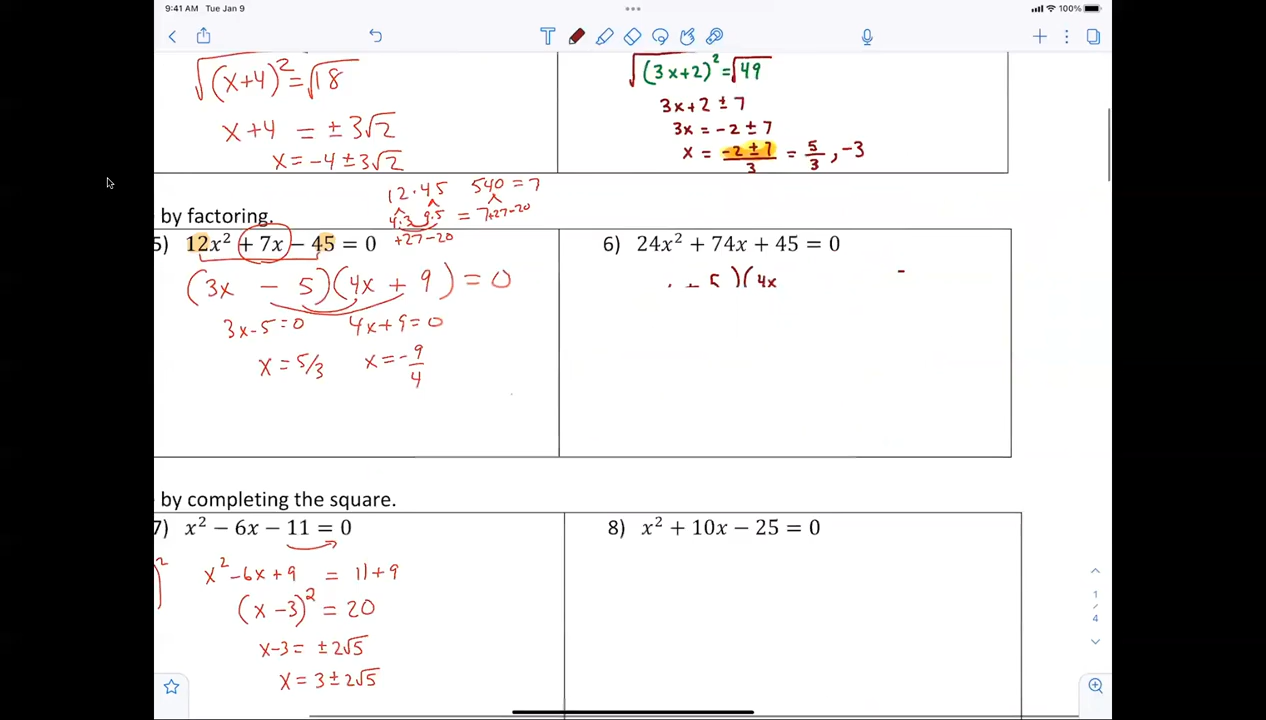 9:41 AM Tue Jan 9
100%
√(x+4)² = √18
x+4 = ±3√2
x = -4 ± 3√2
√(3x+2)² = √49
3x+2 ± 7
3x = -2 ± 7
x = -2 ± 7 / 3 = 5/3, -3
by factoring.
12·45 540 = 7
4·3 9·5 = 7 +27-20
+27-20
5) 12x² + 7x − 45 = 0
(3x - 5)(4x + 9) = 0
3x-5=0 4x+9=0
x = 5/3 x = -9/4
6) 24x² + 74x + 45 = 0
5)(4x
by completing the square.
7) x² − 6x − 11 = 0
x² -6x+9 = 11+9
(x -3)² = 20
x-3 = ±2√5
x = 3 ± 2√5
8) x² + 10x − 25 = 0
)²
1
/
4